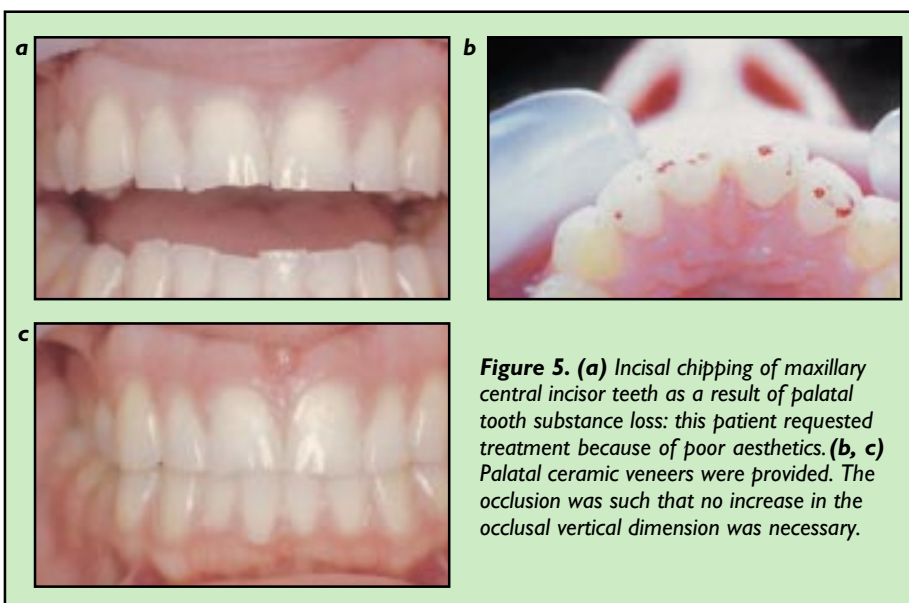 a
b
c
Figure 5. (a) Incisal chipping of maxillary
central incisor teeth as a result of palatal
tooth substance loss: this patient requested
treatment because of poor aesthetics. (b, c)
Palatal ceramic veneers were provided. The
occlusion was such that no increase in the
occlusal vertical dimension was necessary.